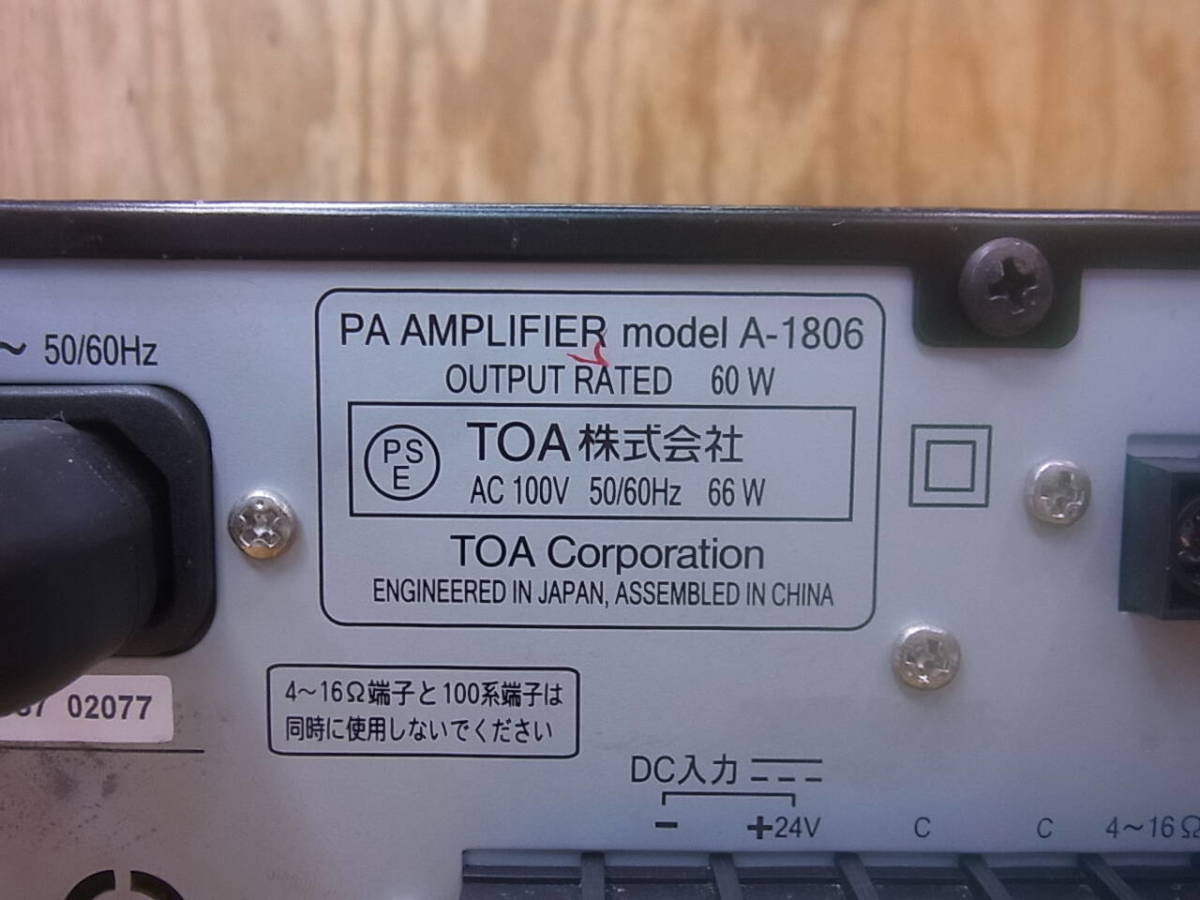 ~ 50/60Hz
PA AMPLIFIER model A-1806
OUTPUT RATED 60 W
PS
E
TOA 株式会社
AC 100V 50/60Hz 66 W
TOA Corporation
ENGINEERED IN JAPAN, ASSEMBLED IN CHINA
02077
4～16Ω端子と100系端子は
同時に使用しないでください
DC入力
− +24V C C 4～16Ω